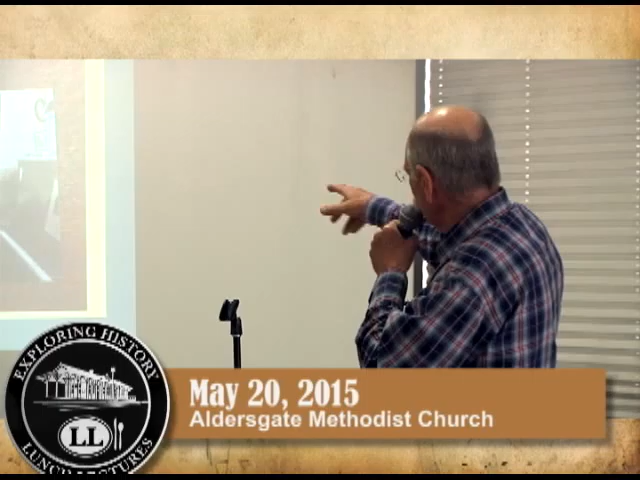 May 20, 2015
Aldersgate Methodist Church
EXPLORING HISTORY
LL
LUNCH LECTURES